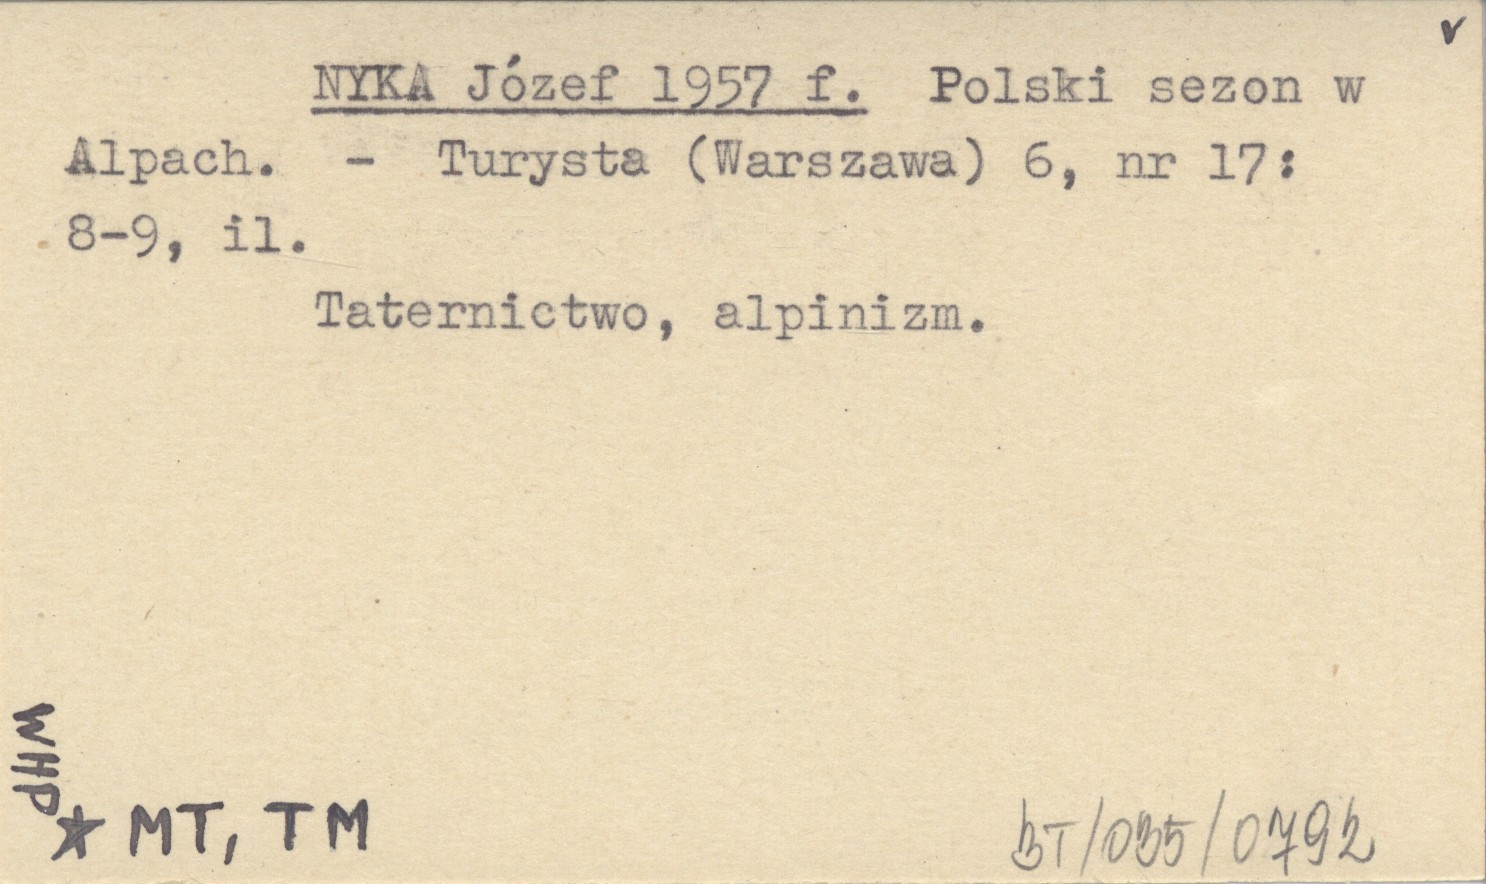 v
NYKA Józef 1957 f. Polski sezon w
Alpach. - Turysta (Warszawa) 6, nr 17:
8-9, il.
Taternictwo, alpinizm.
WHP
* MT, TM
BT/035/0792